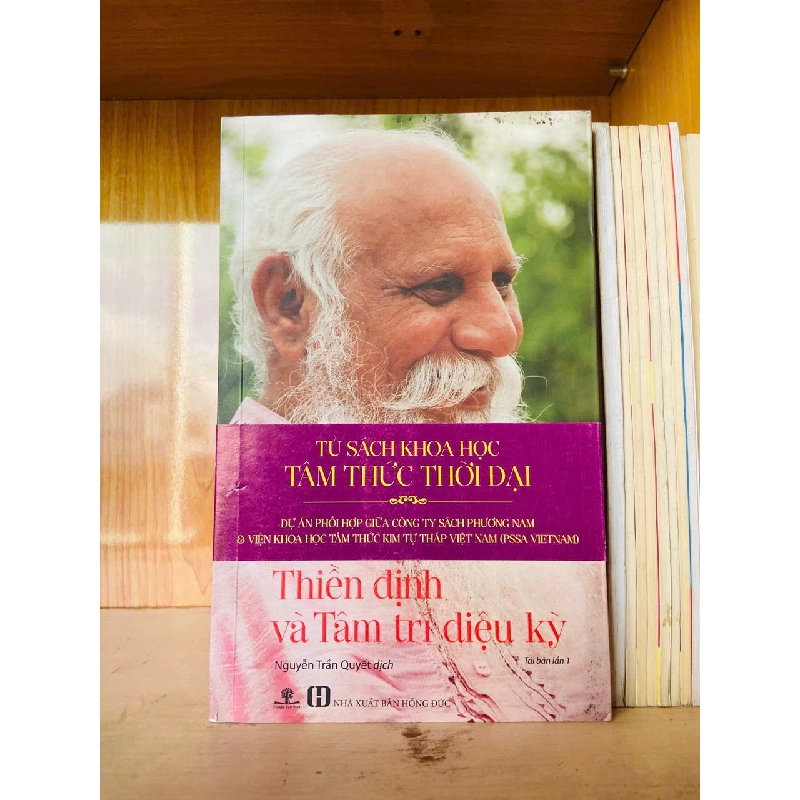 TỦ SÁCH KHOA HỌC
TÂM THỨC THỜI ĐẠI
DỰ ÁN PHỐI HỢP GIỮA CÔNG TY SÁCH PHƯƠNG NAM
& VIỆN KHOA HỌC TÂM THỨC KIM TỰ THÁP VIỆT NAM (PSSA VIETNAM)
Thiền định
và Tâm trí diệu kỳ
Nguyễn Trần Quyết dịch
Tái bản lần 1
NHÀ XUẤT BẢN HỒNG ĐỨC